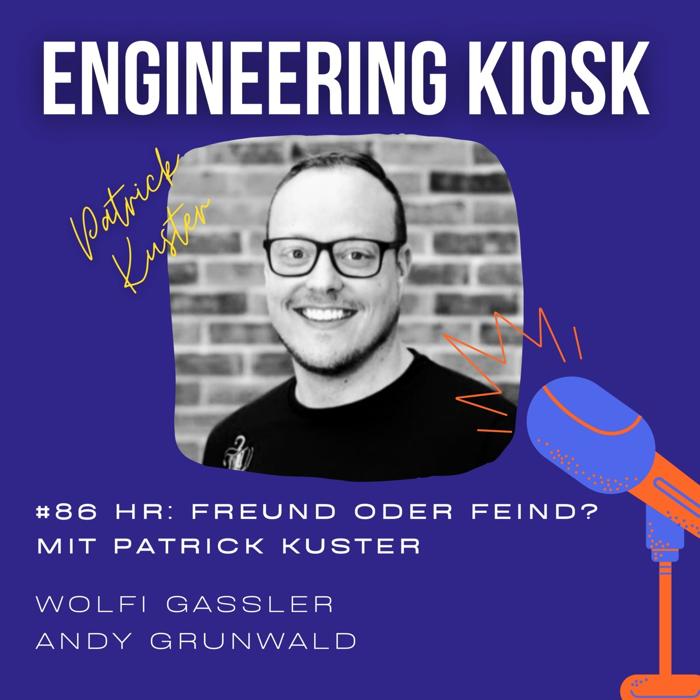 ENGINEERING KIOSK
Patrick
Kuster
#86 HR: FREUND ODER FEIND?
MIT PATRICK KUSTER
WOLFI GASSLER
ANDY GRUNWALD